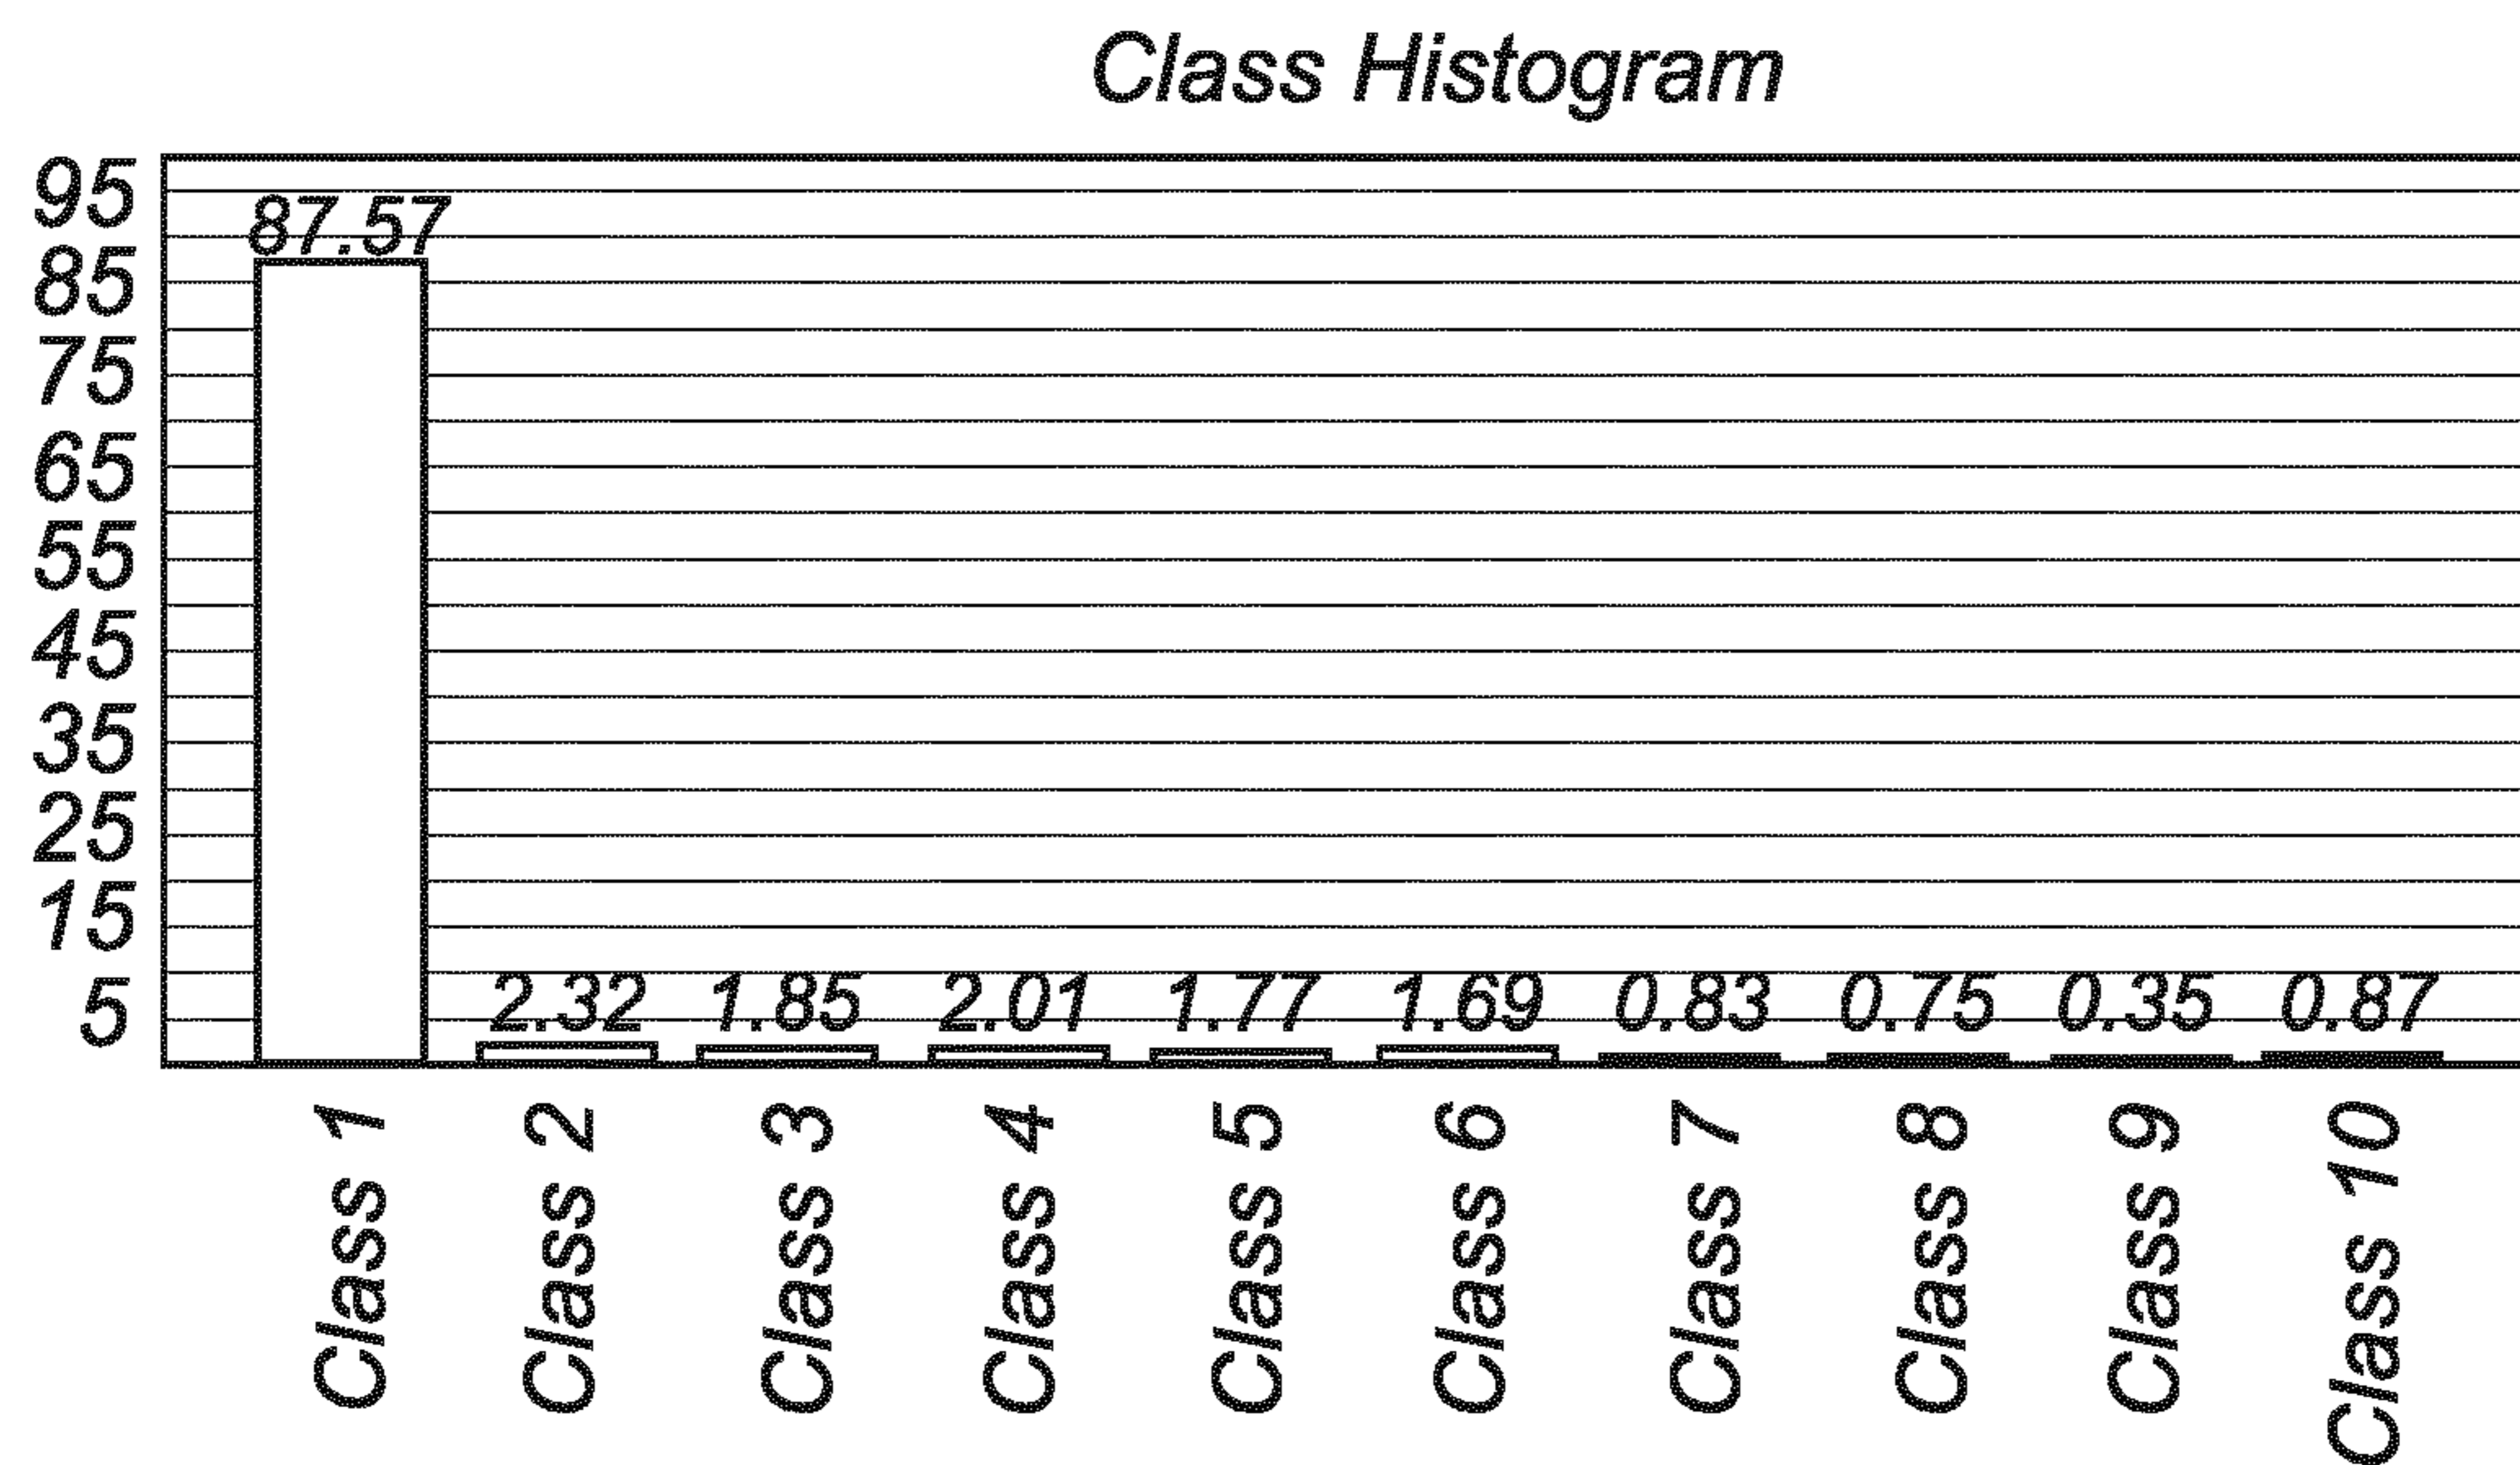 Class Histogram
95
87.57
85
75
65
55
45
35
25
15
5
2.32 1.85 2.01 1.77 1.69 0.83 0.75 0.35 0.87
Class 1
Class 2
Class 3
Class 4
Class 5
Class 6
Class 7
Class 8
Class 9
Class 10